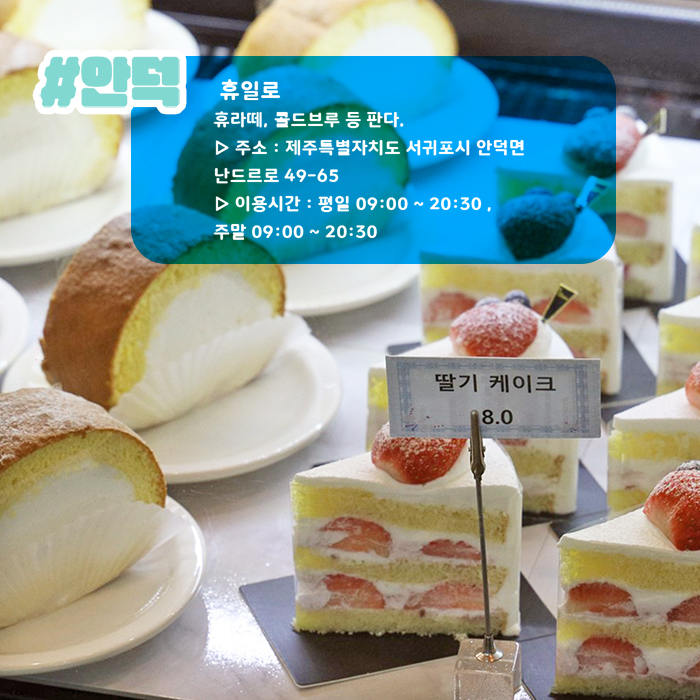 #안덕
휴일로
휴라떼, 콜드브루 등 판다.
▷ 주소 : 제주특별자치도 서귀포시 안덕면
난드르로 49-65
▷ 이용시간 : 평일 09:00 ~ 20:30 ,
주말 09:00 ~ 20:30
딸기 케이크
8.0